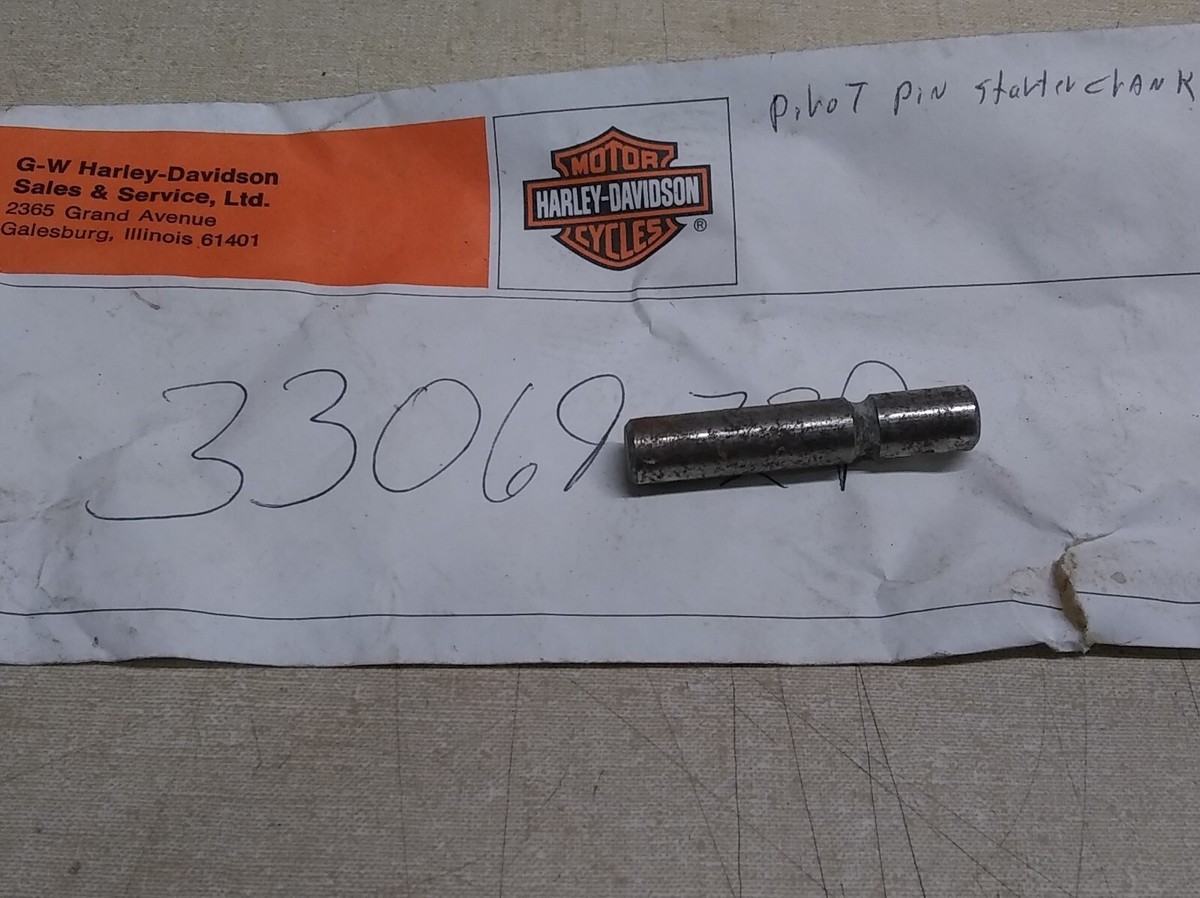 Pivot Pin Starter Crank
G-W Harley-Davidson
Sales & Service, Ltd.
2365 Grand Avenue
Galesburg, Illinois 61401
MOTOR
HARLEY-DAVIDSON
CYCLES
®
33069